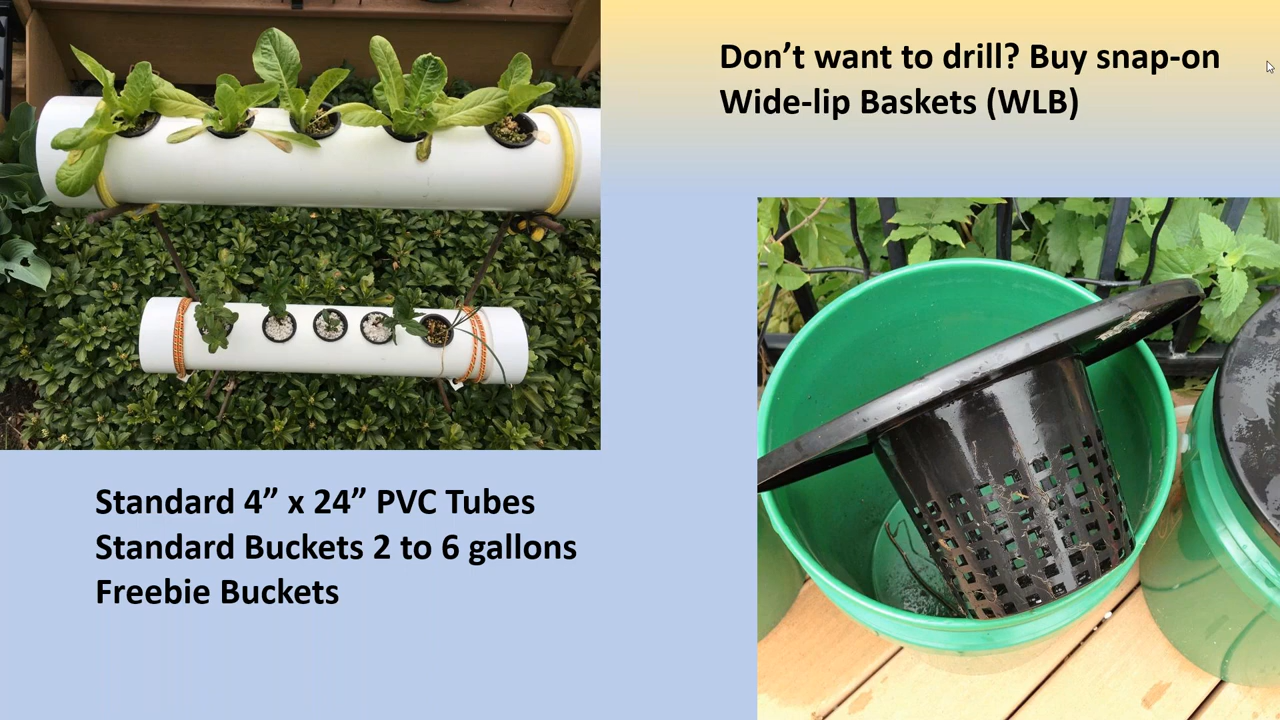 Don’t want to drill? Buy snap-on
Wide-lip Baskets (WLB)
Standard 4” x 24” PVC Tubes
Standard Buckets 2 to 6 gallons
Freebie Buckets